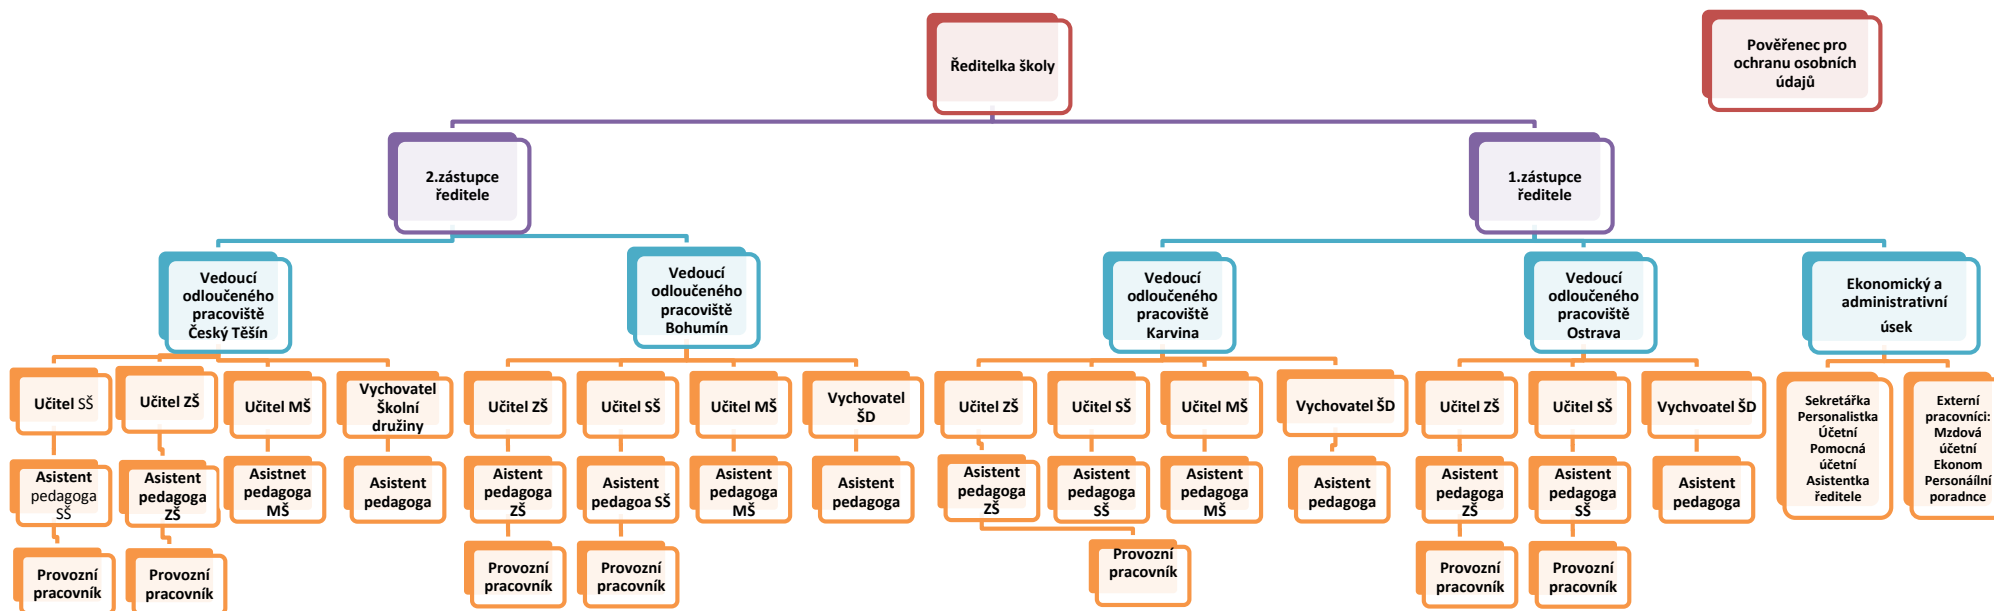 Ředitelka školy
Pověřenec pro
ochranu osobních
údajů
2.zástupce
ředitele
1.zástupce
ředitele
Vedoucí
odloučeného
pracoviště
Český Těšín
Vedoucí
odloučeného
pracoviště
Bohumín
Vedoucí
odloučeného
pracoviště
Karvina
Vedoucí
odloučeného
pracoviště
Ostrava
Ekonomický a
administrativní
úsek
Učitel SŠ
Učitel ZŠ
Učitel MŠ
Vychovatel
Školní
družiny
Učitel ZŠ
Učitel SŠ
Učitel MŠ
Vychovatel
ŠD
Učitel ZŠ
Učitel SŠ
Učitel MŠ
Vychovatel ŠD
Učitel ZŠ
Učitel SŠ
Vychvoatel ŠD
Sekretářka
Personalistka
Účetní
Pomocná
účetní
Asistentka
ředitele
Externí
pracovníci:
Mzdová
účetní
Ekonom
Personáílní
poradnce
Asistent
pedagoga
SŠ
Asistent
pedagoga
ZŠ
Asistnet
pedagoga
MŠ
Asistent
pedagoga
Asistent
pedagoga
ZŠ
Asistent
pedagoa SŠ
Asistent
pedagoga
MŠ
Asistent
pedagoga
Asistent
pedagoga
ZŠ
Asistent
pedagoga
SŠ
Asistent
pedagoga
MŠ
Asistent
pedagoga
Asistent
pedagoga
ZŠ
Asistent
pedagoga
SŠ
Asistent
pedagoga
Provozní
pracovník
Provozní
pracovník
Provozní
pracovník
Provozní
pracovník
Provozní
pracovník
Provozní
pracovník
Provozní
pracovník